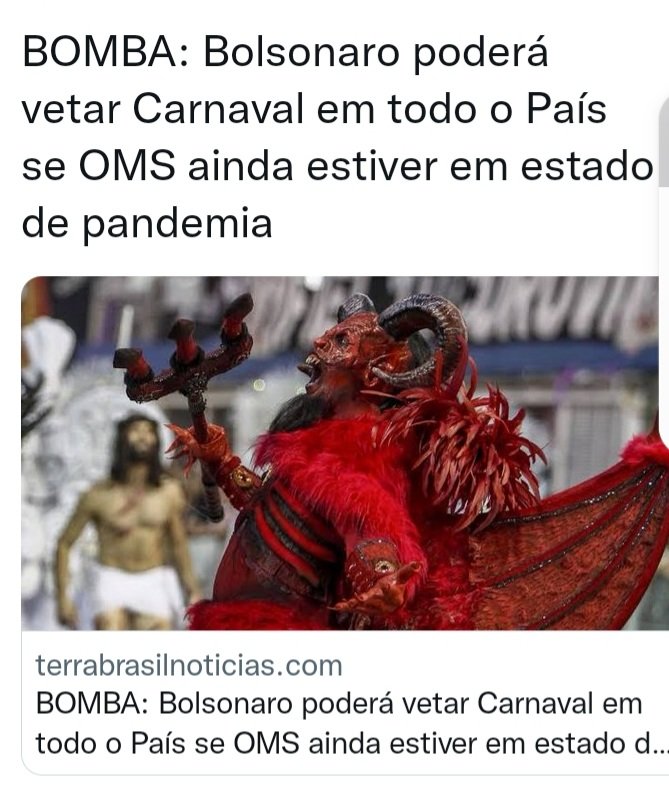 BOMBA: Bolsonaro poderá
vetar Carnaval em todo o País
se OMS ainda estiver em estado
de pandemia
terrabrasilnoticias.com
BOMBA: Bolsonaro poderá vetar Carnaval em
todo o País se OMS ainda estiver em estado d...